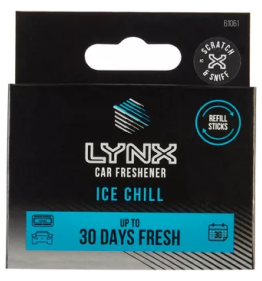 61061
SCRATCH
N X
& SNIFF
LYNX
REFILL
STICKS
CAR FRESHENER
ICE CHILL
UP TO
30 DAYS FRESH
30